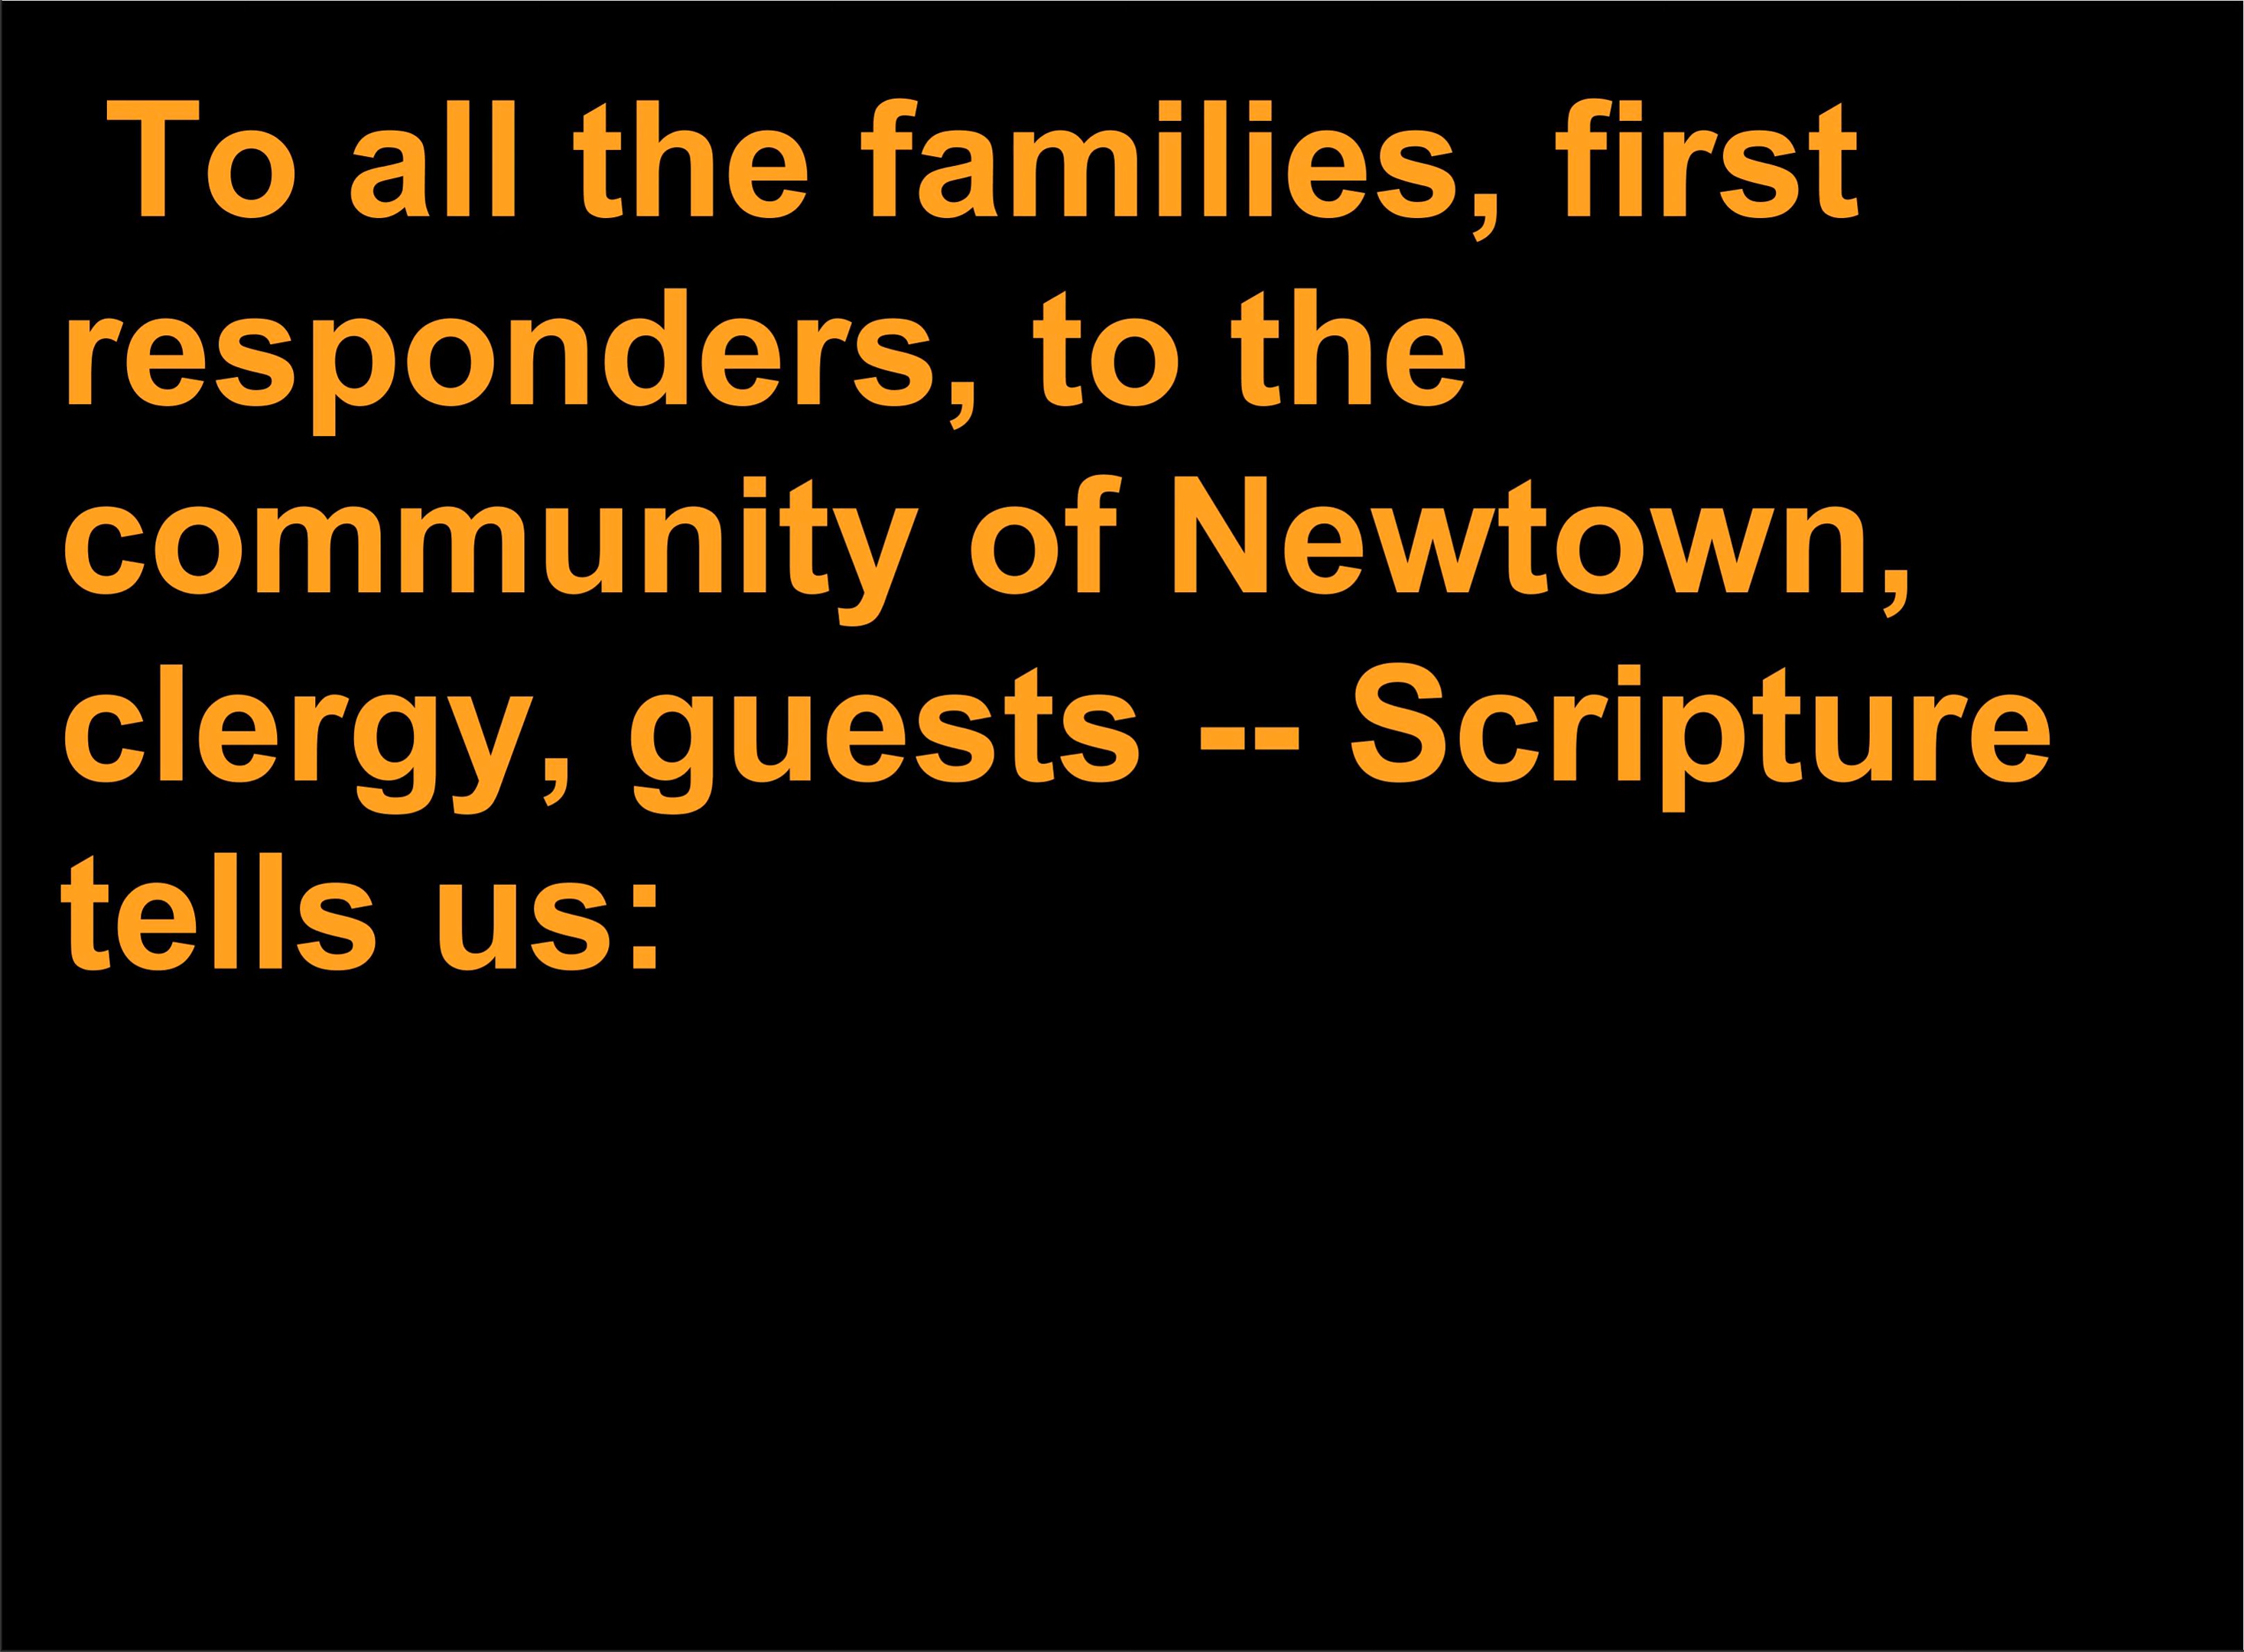 To all the families, first
responders, to the
community of Newtown,
clergy, guests -- Scripture
tells us: